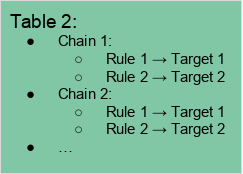 Table 2:
● Chain 1:
○ Rule 1 → Target 1
○ Rule 2 → Target 2
● Chain 2:
○ Rule 1 → Target 1
○ Rule 2 → Target 2
● …